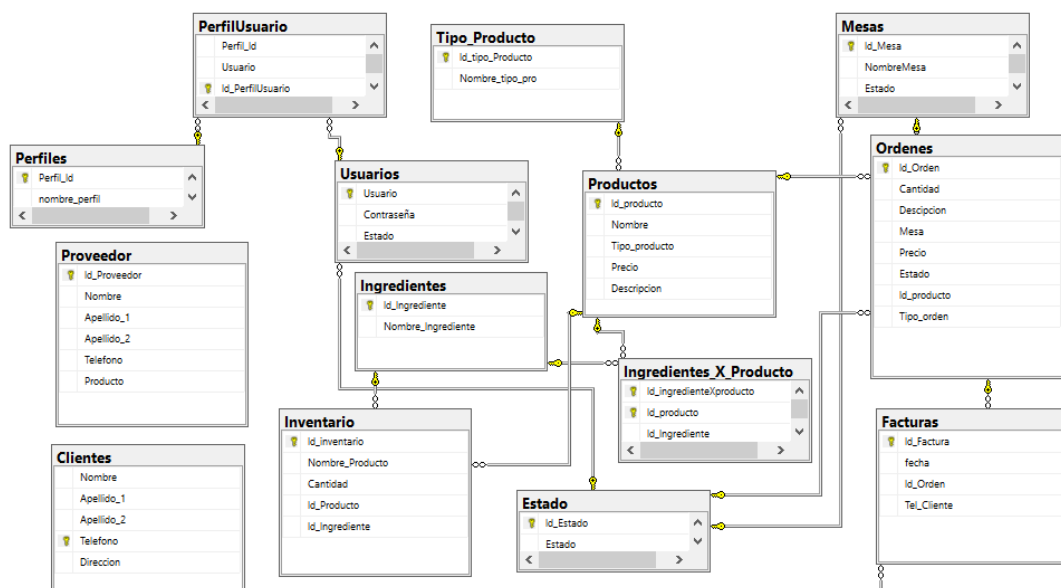 PerfilUsuario
Perfil_Id
Usuario
Id_PerfilUsuario
Tipo_Producto
Id_tipo_Producto
Nombre_tipo_pro
Mesas
Id_Mesa
NombreMesa
Estado
Perfiles
Perfil_Id
nombre_perfil
Usuarios
Usuario
Contraseña
Estado
Productos
Id_producto
Nombre
Tipo_producto
Precio
Descripcion
Ordenes
Id_Orden
Cantidad
Descipcion
Mesa
Precio
Estado
Id_producto
Tipo_orden
Proveedor
Id_Proveedor
Nombre
Apellido_1
Apellido_2
Telefono
Producto
Ingredientes
Id_Ingrediente
Nombre_Ingrediente
Ingredientes_X_Producto
Id_ingredienteXproducto
Id_producto
Id_Ingrediente
Inventario
Id_inventario
Nombre_Producto
Cantidad
Id_Producto
Id_Ingrediente
Facturas
Id_Factura
fecha
Id_Orden
Tel_Cliente
Clientes
Nombre
Apellido_1
Apellido_2
Telefono
Direccion
Estado
Id_Estado
Estado